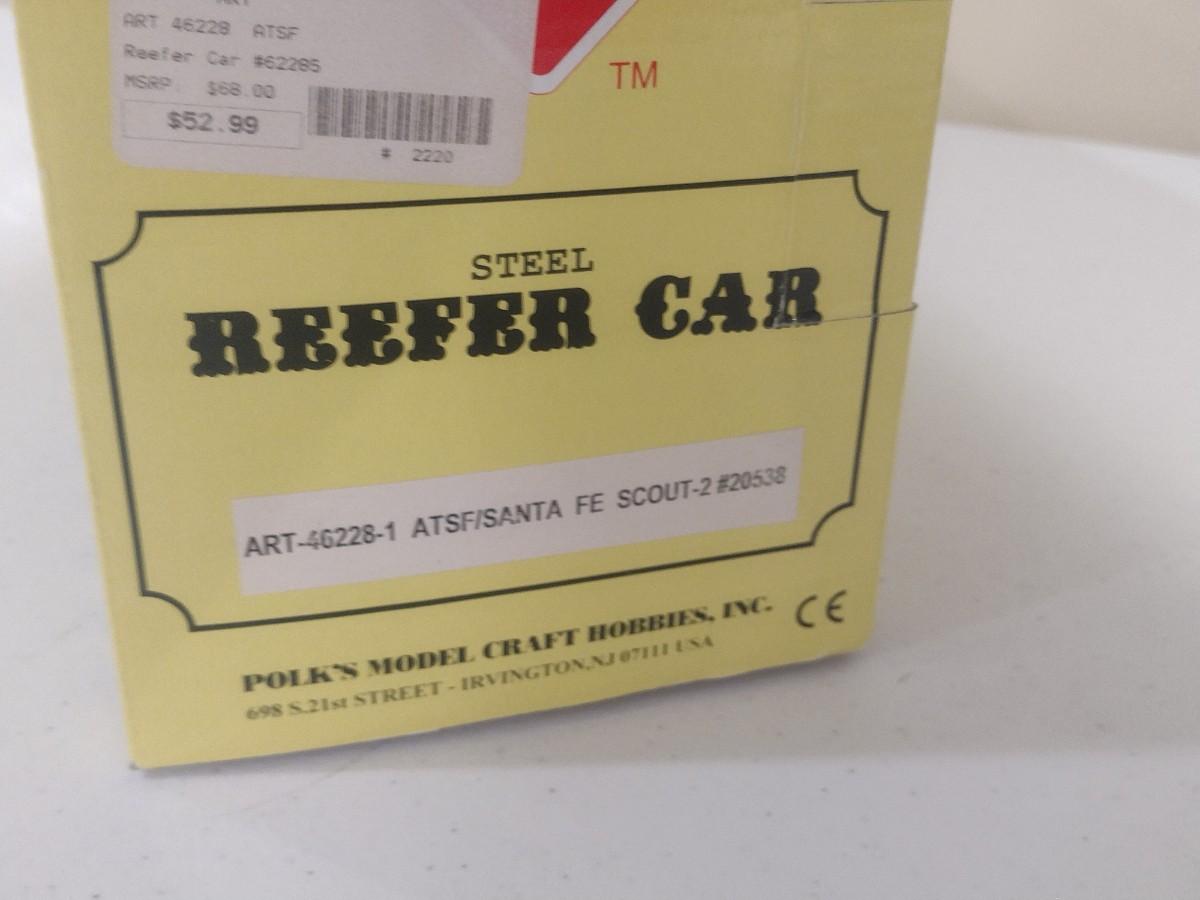 ART 46228 ATSF
Reefer Car #62285
MSRP: $68.00
$52.99
# 2220
TM
STEEL
REEFER CAR
ART-46228-1 ATSF/SANTA FE SCOUT-2 #20538
POLK'S MODEL CRAFT HOBBIES, INC. CE
698 S.21st STREET - IRVINGTON,NJ 07111 USA